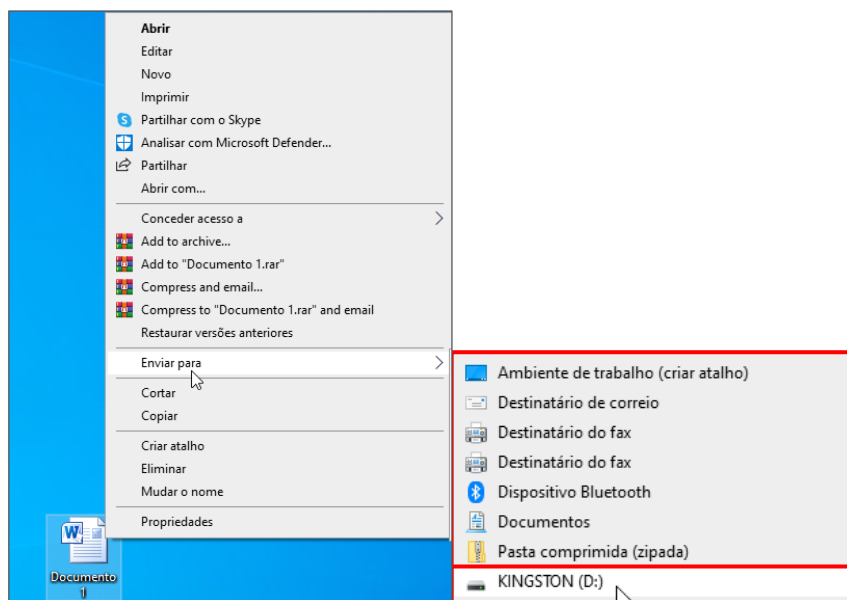 Abrir
Editar
Novo
Imprimir
Partilhar com o Skype
Analisar com Microsoft Defender...
Partilhar
Abrir com...
Conceder acesso a
Add to archive...
Add to "Documento 1.rar"
Compress and email...
Compress to "Documento 1.rar" and email
Restaurar versões anteriores
Enviar para
Cortar
Copiar
Criar atalho
Eliminar
Mudar o nome
Propriedades
Ambiente de trabalho (criar atalho)
Destinatário de correio
Destinatário do fax
Destinatário do fax
Dispositivo Bluetooth
Documentos
Pasta comprimida (zipada)
KINGSTON (D:)
Documento
1